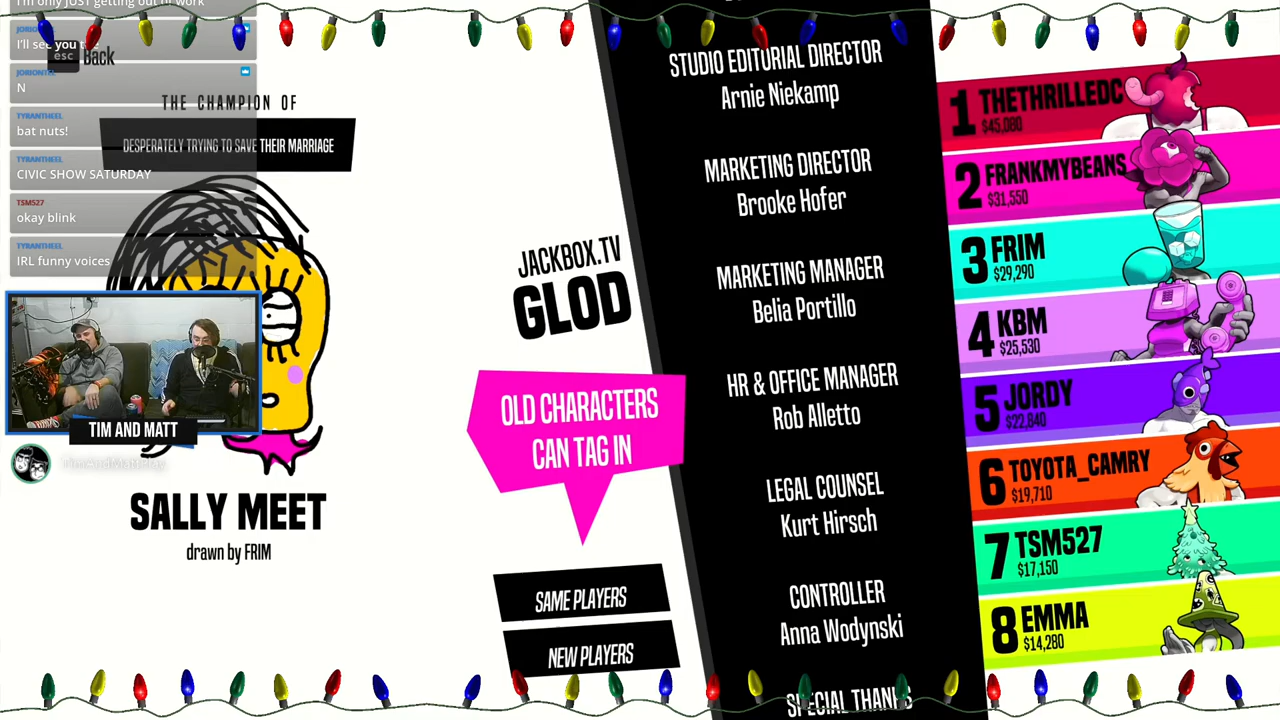 I'm only JUST getting out of work
I'll see you
esc
Back
N
TYRANTHEEL
bat nuts!
TYRANTHEEL
CIVIC SHOW SATURDAY
TSM527
okay blink
TYRANTHEEL
IRL funny voices
THE CHAMPION OF
DESPERATELY TRYING TO SAVE THEIR MARRIAGE
TIM AND MATT
SALLY MEET
drawn by FRIM
JACKBOX.TV
GLOD
OLD CHARACTERS
CAN TAG IN
SAME PLAYERS
NEW PLAYERS
STUDIO EDITORIAL DIRECTOR
Arnie Niekamp
MARKETING DIRECTOR
Brooke Hofer
MARKETING MANAGER
Belia Portillo
HR & OFFICE MANAGER
Rob Alletto
LEGAL COUNSEL
Kurt Hirsch
CONTROLLER
Anna Wodynski
SPECIAL THANKS
1 THETHRILLEDC
$45,080
2 FRANKMYBEANS
$31,550
3 FRIM
$29,290
4 KBM
$25,530
5 JORDY
$22,840
6 TOYOTA_CAMRY
$19,710
7 TSM527
$17,150
8 EMMA
$14,280